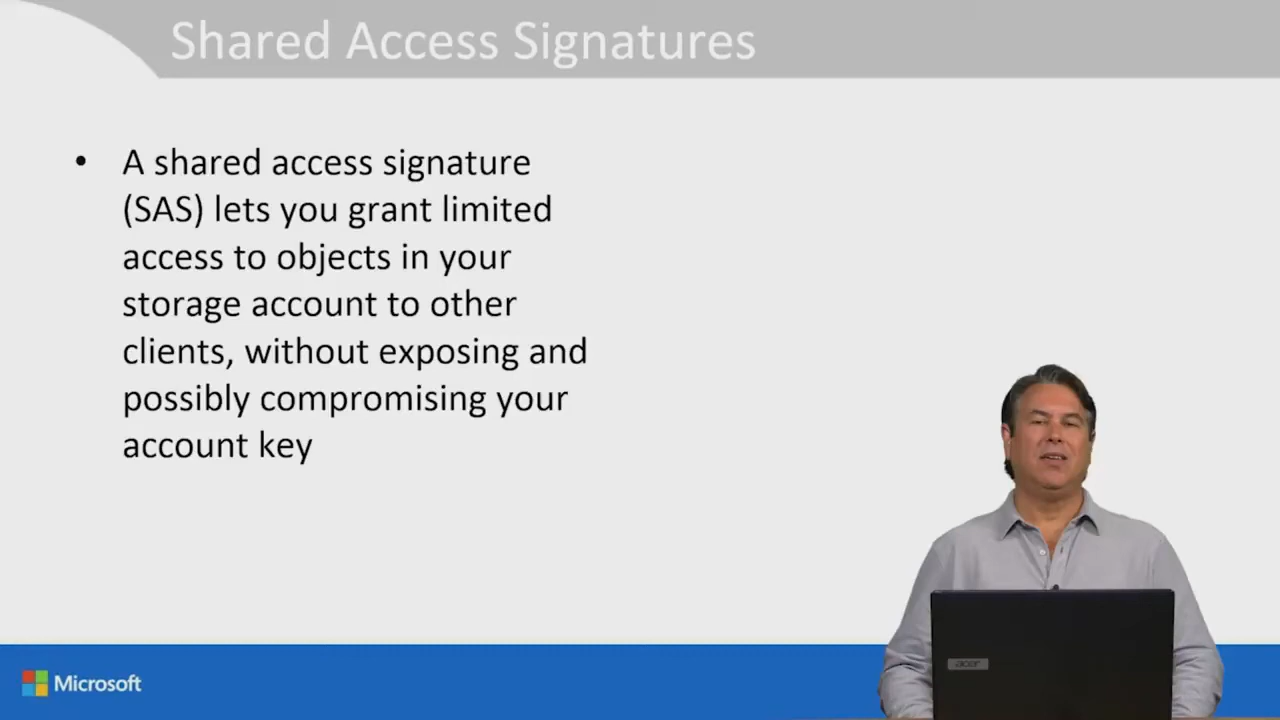 Shared Access Signatures
• A shared access signature
(SAS) lets you grant limited
access to objects in your
storage account to other
clients, without exposing and
possibly compromising your
account key
acer
Microsoft